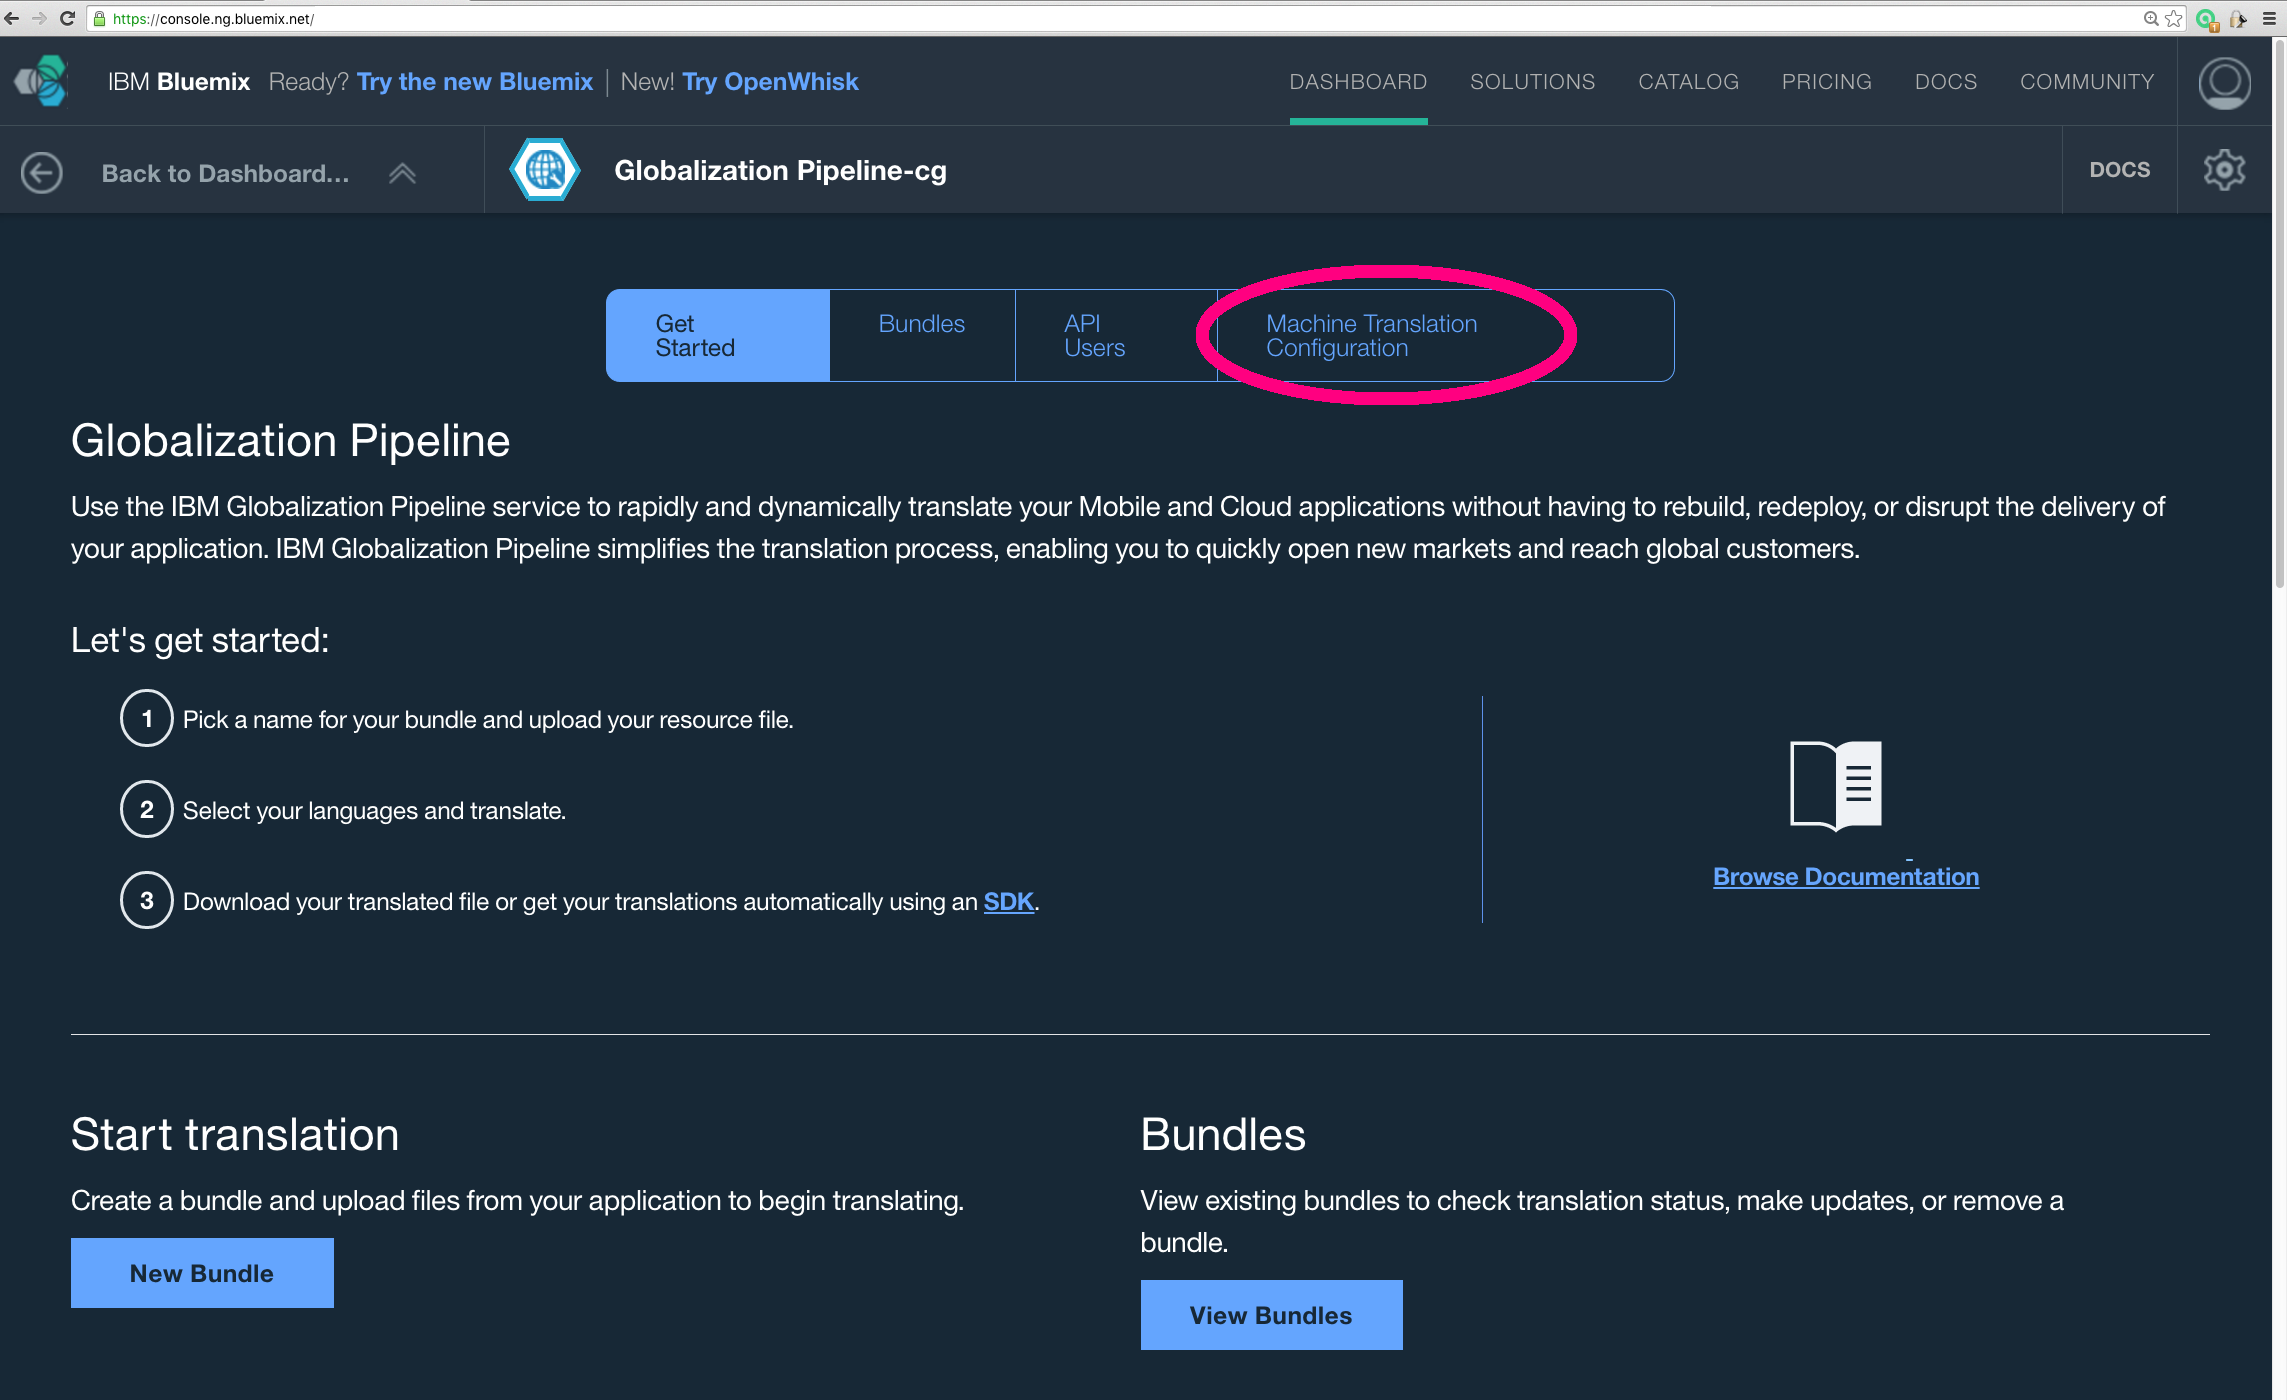 https://console.ng.bluemix.net/
IBM Bluemix Ready? Try the new Bluemix | New! Try OpenWhisk
DASHBOARD SOLUTIONS CATALOG PRICING DOCS COMMUNITY
Back to Dashboard...
Globalization Pipeline-cg
DOCS
Get
Started
Bundles
API
Users
Machine Translation
Configuration
Globalization Pipeline
Use the IBM Globalization Pipeline service to rapidly and dynamically translate your Mobile and Cloud applications without having to rebuild, redeploy, or disrupt the delivery of
your application. IBM Globalization Pipeline simplifies the translation process, enabling you to quickly open new markets and reach global customers.
Let's get started:
1 Pick a name for your bundle and upload your resource file.
2 Select your languages and translate.
3 Download your translated file or get your translations automatically using an SDK.
Browse Documentation
Start translation
Create a bundle and upload files from your application to begin translating.
New Bundle
Bundles
View existing bundles to check translation status, make updates, or remove a
bundle.
View Bundles